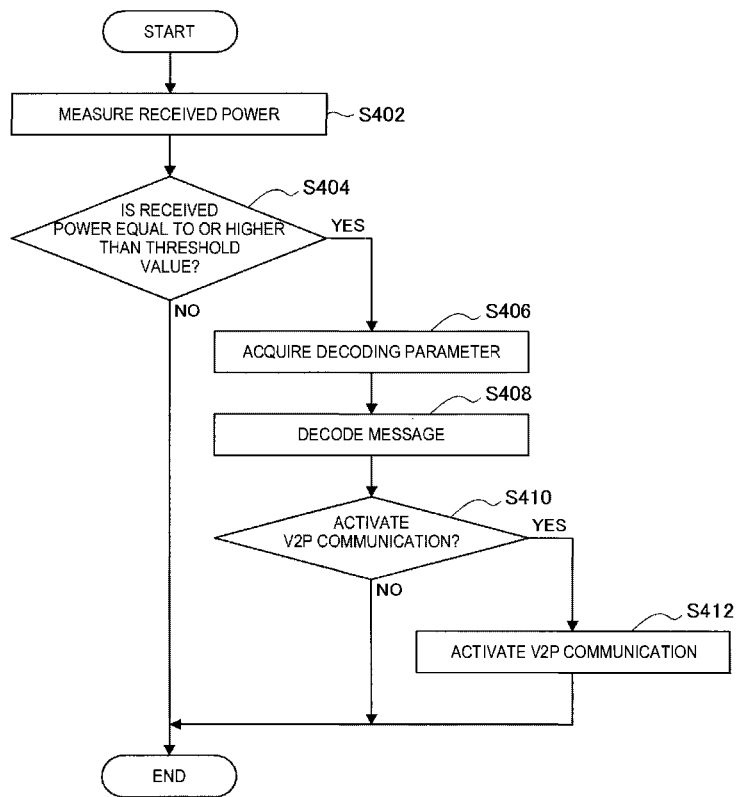 START
MEASURE RECEIVED POWER
S402
S404
IS RECEIVED
POWER EQUAL TO OR HIGHER
THAN THRESHOLD
VALUE?
YES
NO
S406
ACQUIRE DECODING PARAMETER
S408
DECODE MESSAGE
S410
ACTIVATE
V2P COMMUNICATION?
YES
NO
S412
ACTIVATE V2P COMMUNICATION
END